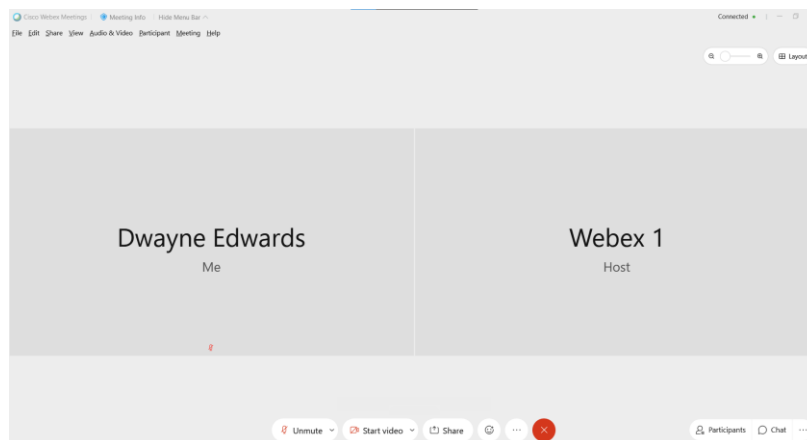 Cisco Webex Meetings Meeting Info Hide Menu Bar Connected
File Edit Share View Audio & Video Participant Meeting Help
Layout
Dwayne Edwards
Me
Webex 1
Host
Unmute Start video Share Participants Chat